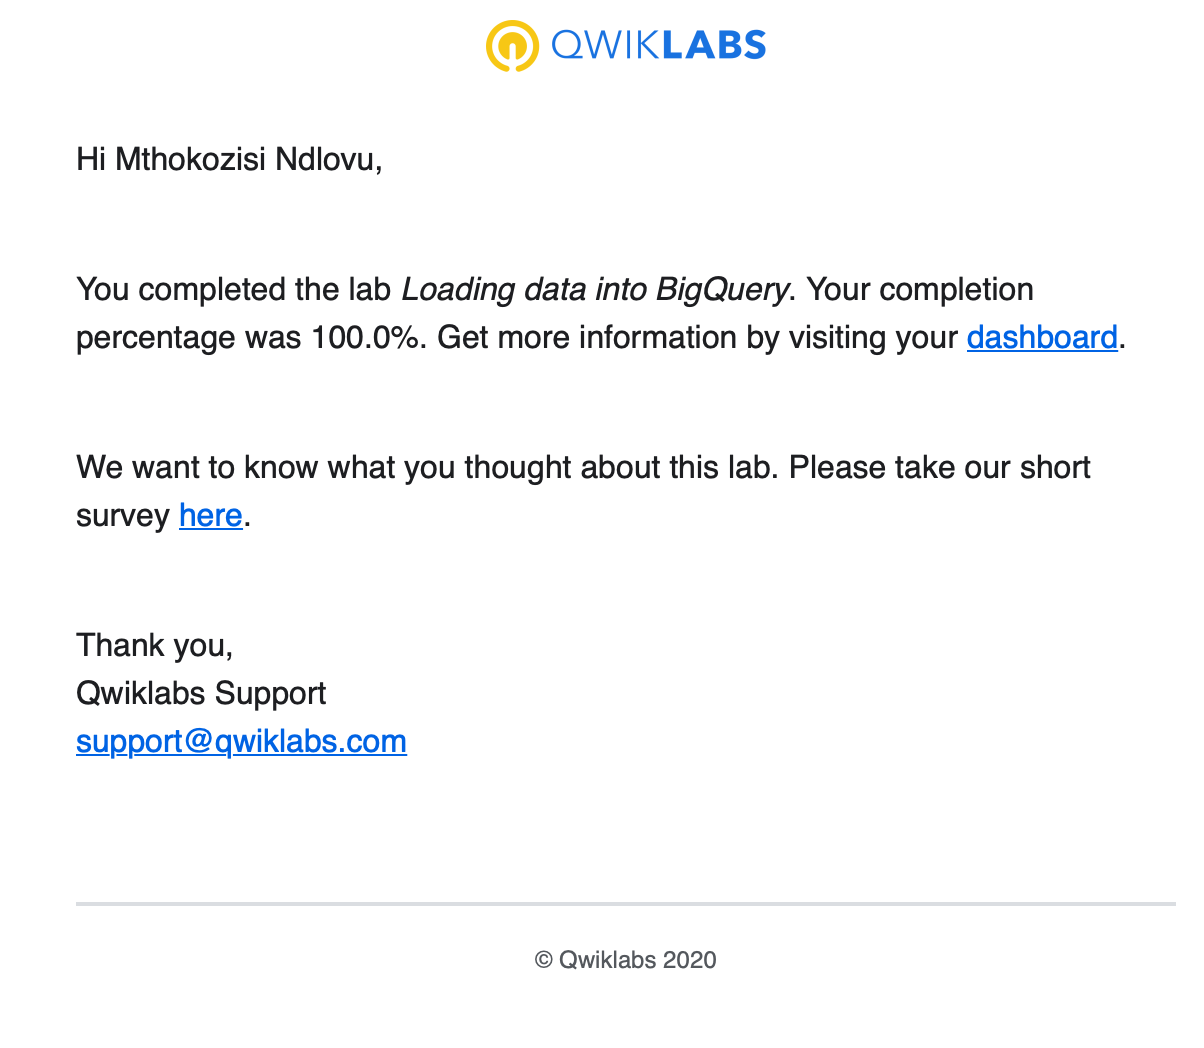 QWIKLABS
Hi Mthokozisi Ndlovu,
You completed the lab Loading data into BigQuery. Your completion
percentage was 100.0%. Get more information by visiting your dashboard.
We want to know what you thought about this lab. Please take our short
survey here.
Thank you,
Qwiklabs Support
support@qwiklabs.com
© Qwiklabs 2020